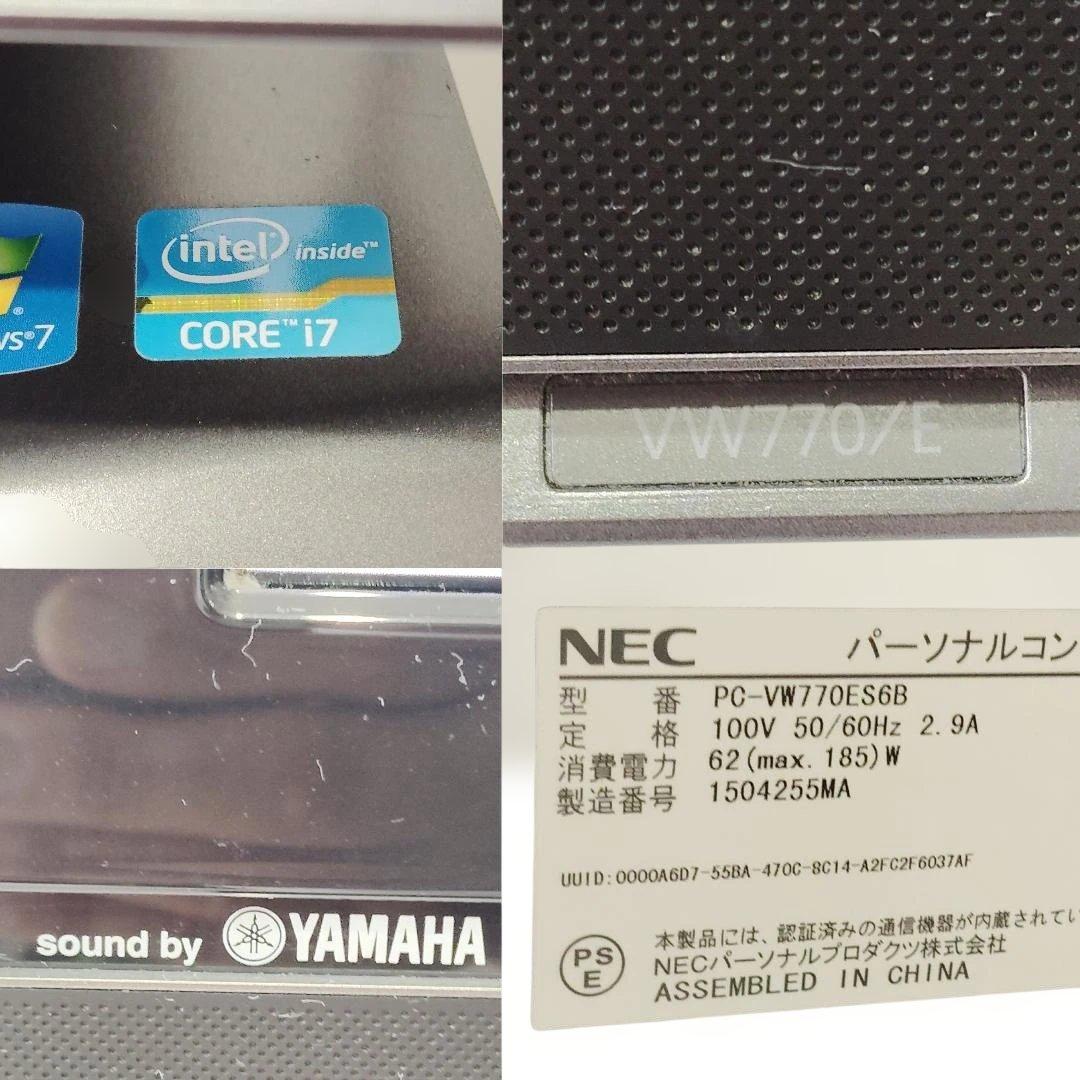 intel inside™
CORE™ i7
ws®7
VW770/E
sound by YAMAHA
NEC パーソナルコン
型番 PC-VW770ES6B
定格 100V 50/60Hz 2.9A
消費電力 62(max.185)W
製造番号 1504255MA
UUID:0000A6D7-55BA-470C-8C14-A2FC2F6037AF
PS
E
本製品には、認証済みの通信機器が内蔵されてい
NECパーソナルプロダクツ株式会社
ASSEMBLED IN CHINA